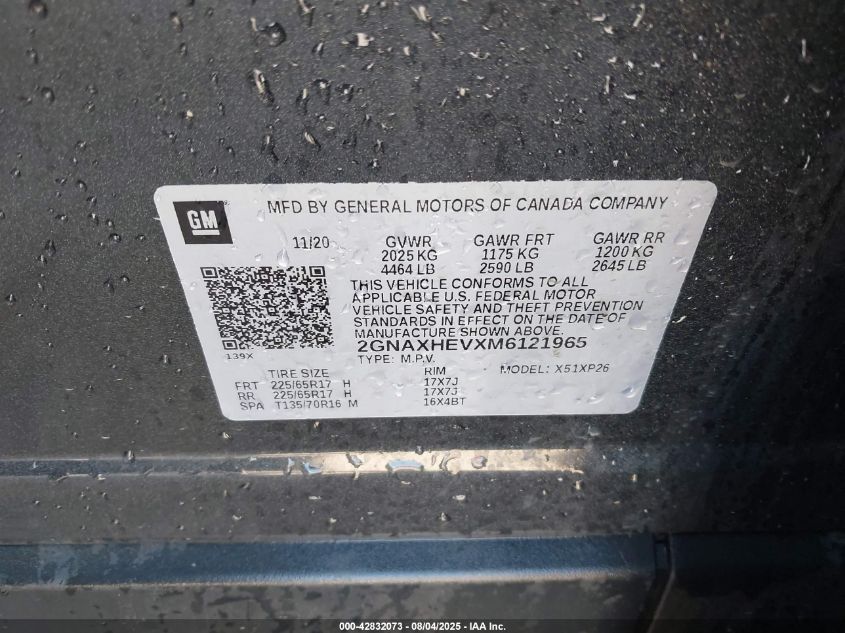 GM
MFD BY GENERAL MOTORS OF CANADA COMPANY
11/20 GVWR GAWR FRT GAWR RR
2025 KG 1175 KG 1200 KG
4464 LB 2590 LB 2645 LB
THIS VEHICLE CONFORMS TO ALL
APPLICABLE U.S. FEDERAL MOTOR
VEHICLE SAFETY AND THEFT PREVENTION
STANDARDS IN EFFECT ON THE DATE OF
MANUFACTURE SHOWN ABOVE.
139X
2GNAXHEVXM6121965
TYPE: M.P.V. MODEL: X51XP26
TIRE SIZE RIM
FRT 225/65R17 H 17X7J
RR 225/65R17 H 17X7J
SPA T135/70R16 M 16X4BT
000-42832073 - 08/04/2025 - IAA Inc.